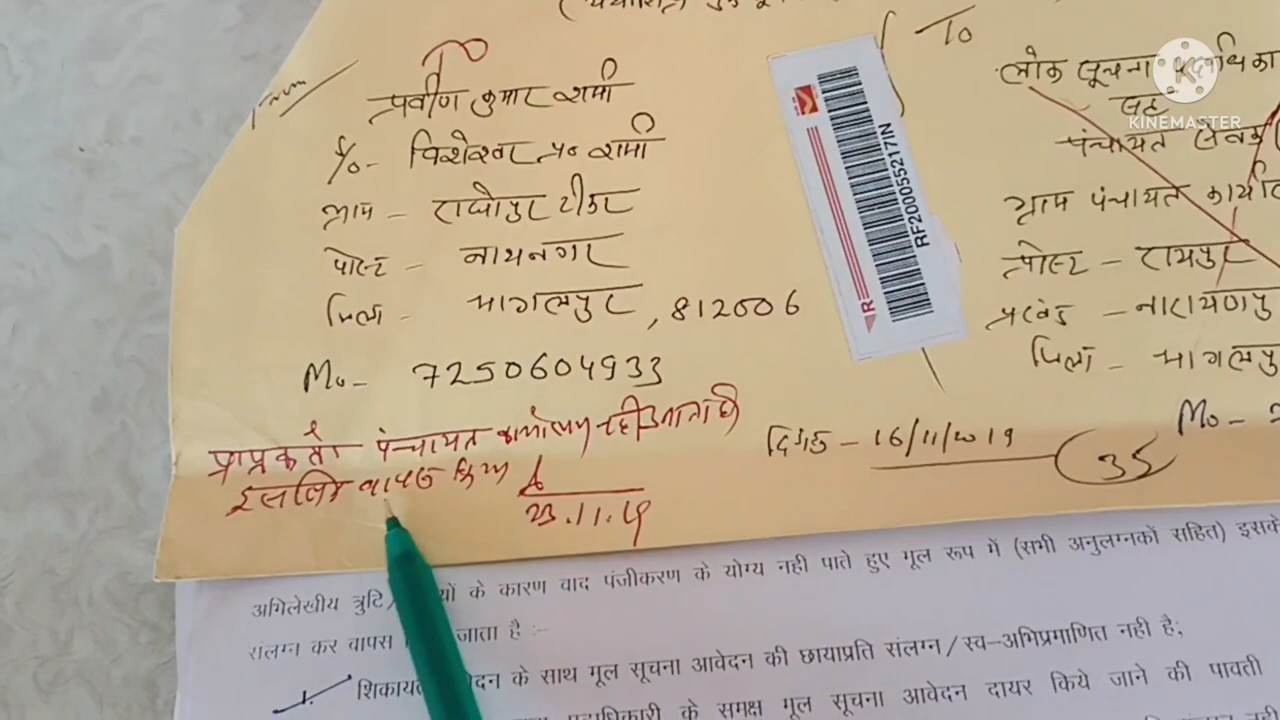 To
From
प्रवीण कुमार शर्मा
S/o- विशेश्वर प्र० शर्मा
ग्राम - राघोपुर टीकर
पोस्ट - नाथनगर
जिला - भागलपुर, 812006
Mo- 7250604933
लोक सूचना पदाधिका
सह
पंचायत सेवक
ग्राम पंचायत कार्याल
पोस्ट - रायपुर
प्रखंड - नारायणपु
जिला - भागलपु
Mo-
KINEMASTER
R RF200055217IN
दिनांक - 16/11/2019
35
प्राप्तकर्ता पंचायत कार्यालय नहीं आता है
इसलिए वापस किया
23.11.19
अभिलेखीय त्रुटि/ के कारण वाद पंजीकरण के योग्य नही पाते हुए मूल रूप में (सभी अनुलग्नकों सहित) इसके
संलग्न कर वापस जाता है :-
के साथ मूल सूचना आवेदन की छायाप्रति संलग्न/स्व-अभिप्रमाणित नही है;
के समक्ष मूल सूचना आवेदन दायर किये जाने की पावती